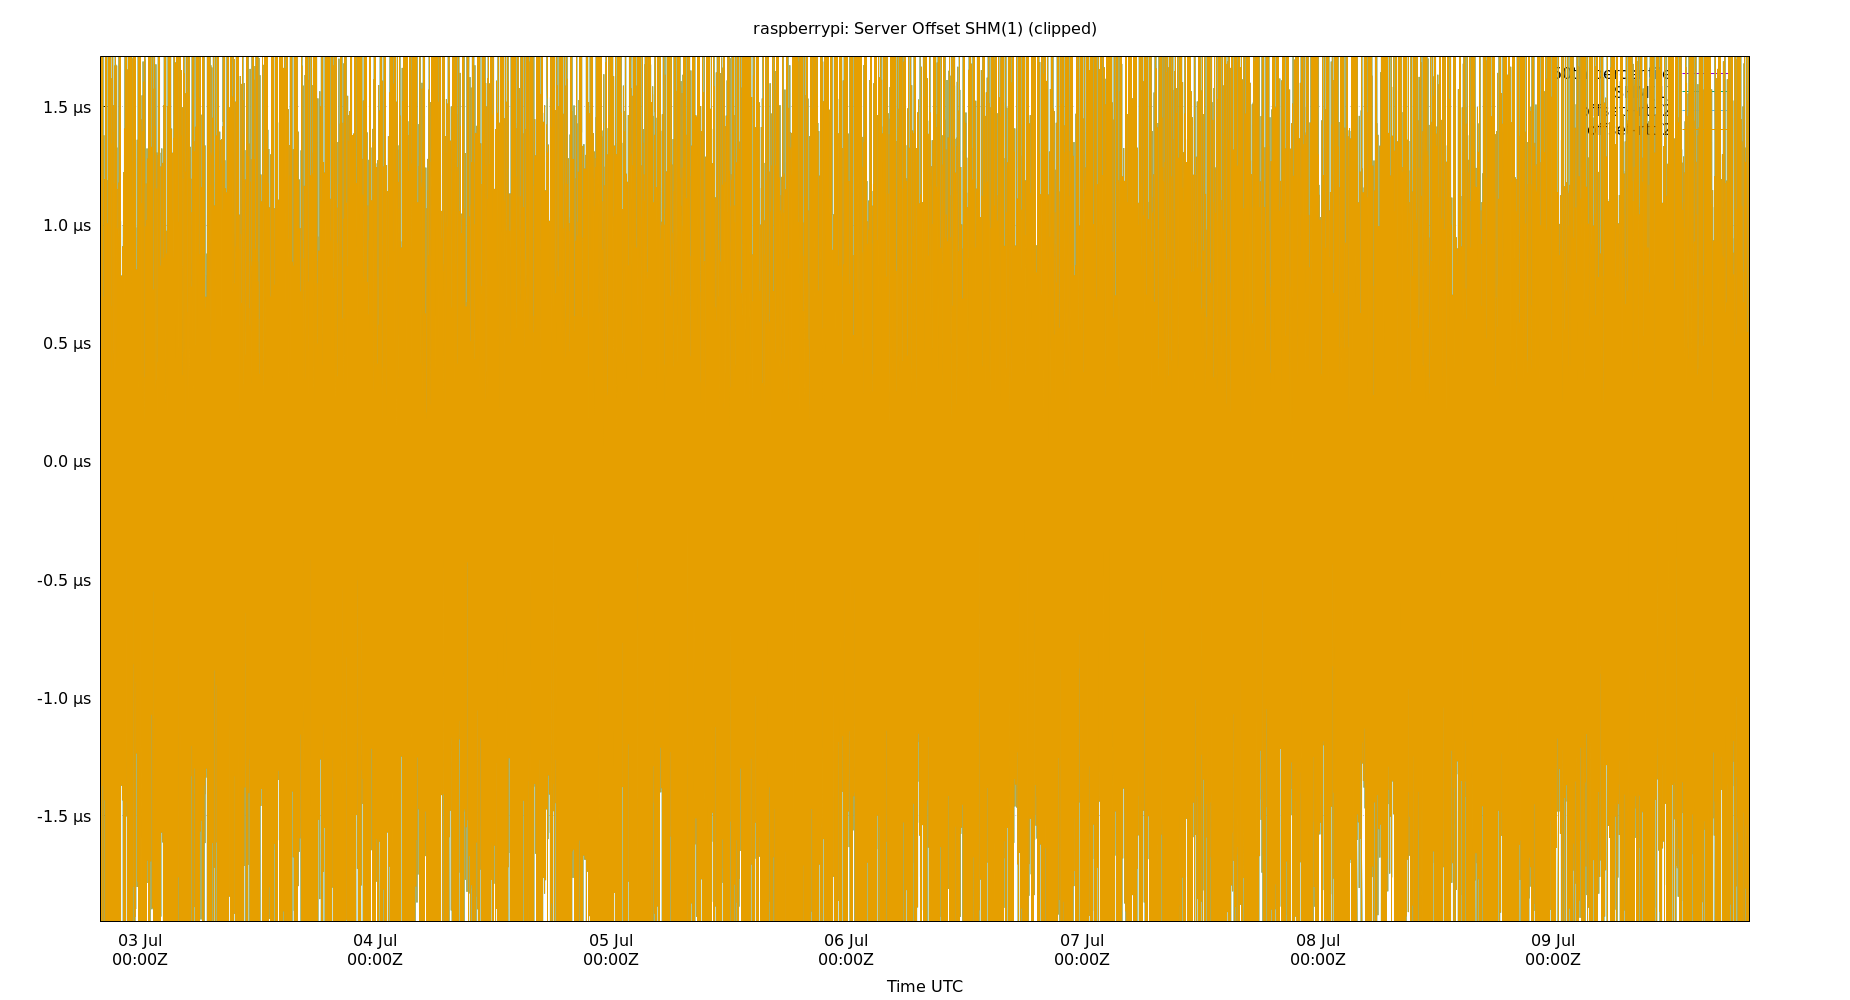 raspberrypi: Server Offset SHM(1) (clipped)
1.5 µs
1.0 µs
0.5 µs
0.0 µs
-0.5 µs
-1.0 µs
-1.5 µs
03 Jul 04 Jul 05 Jul 06 Jul 07 Jul 08 Jul 09 Jul
00:00Z 00:00Z 00:00Z 00:00Z 00:00Z 00:00Z 00:00Z
Time UTC